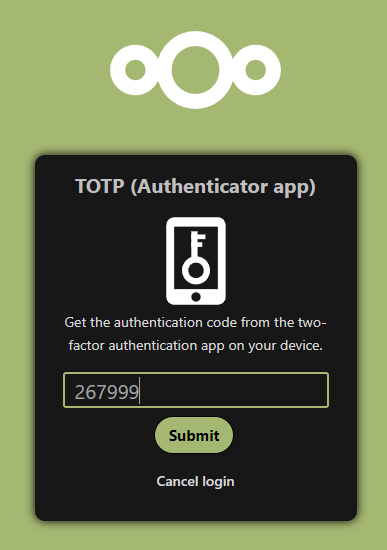 TOTP (Authenticator app)
Get the authentication code from the two-
factor authentication app on your device.
267999
Submit
Cancel login